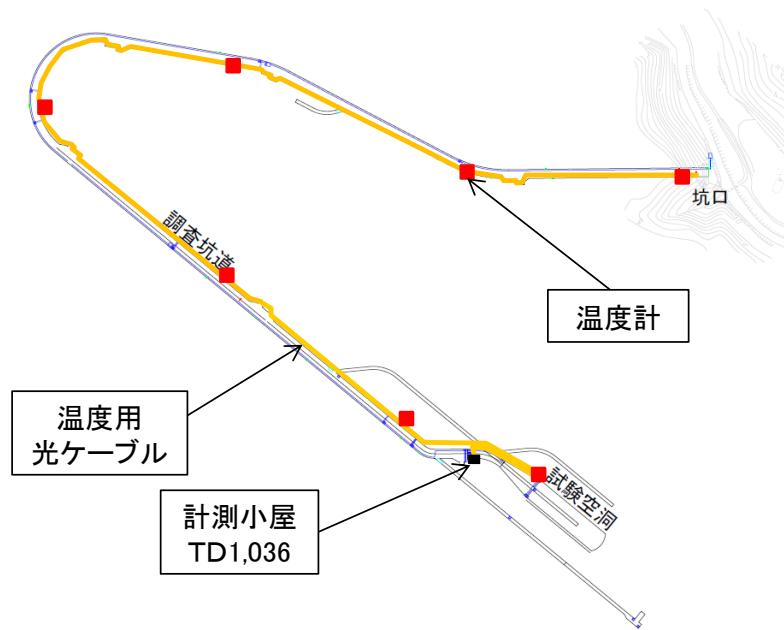 坑口
調査坑道
温度計
温度用
光ケーブル
計測小屋
TD1,036
試験空洞